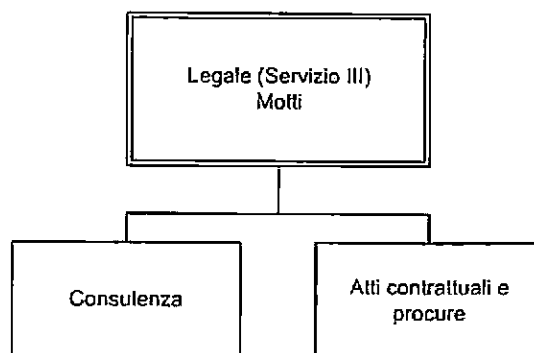 Legale (Servizio III)
Motti
Consulenza
Atti contrattuali e
procure